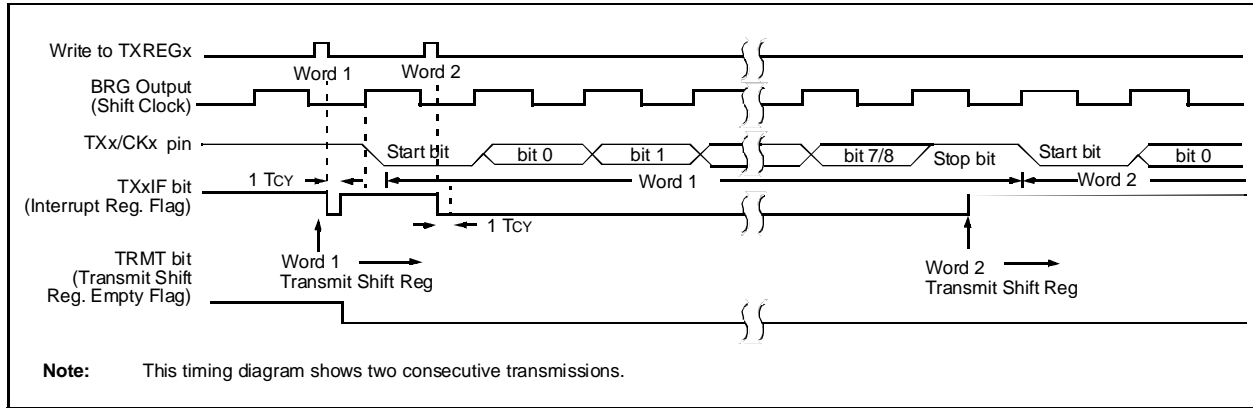 Write to TXREGx
Word 1
Word 2
BRG Output
(Shift Clock)
TXx/CKx pin
Start bit
bit 0
bit 1
bit 7/8
Stop bit
Start bit
bit 0
1 TCY
Word 1
Word 2
TXxIF bit
(Interrupt Reg. Flag)
1 TCY
TRMT bit
(Transmit Shift
Reg. Empty Flag)
Word 1
Transmit Shift Reg
Word 2
Transmit Shift Reg
Note: This timing diagram shows two consecutive transmissions.